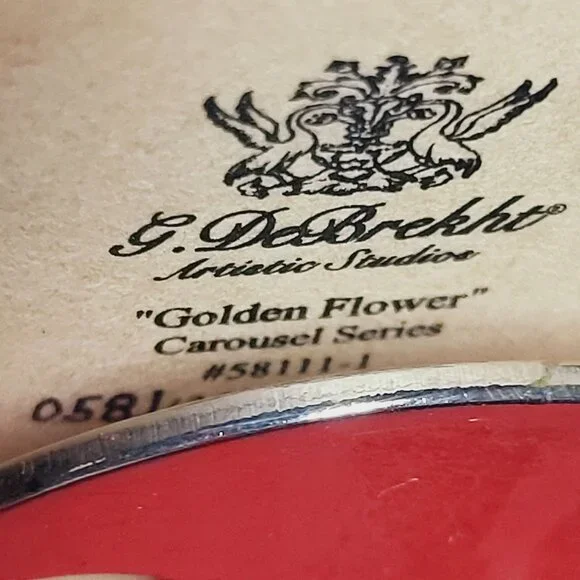 G. DeBrekht®
Artistic Studios
"Golden Flower"
Carousel Series
#58111-1